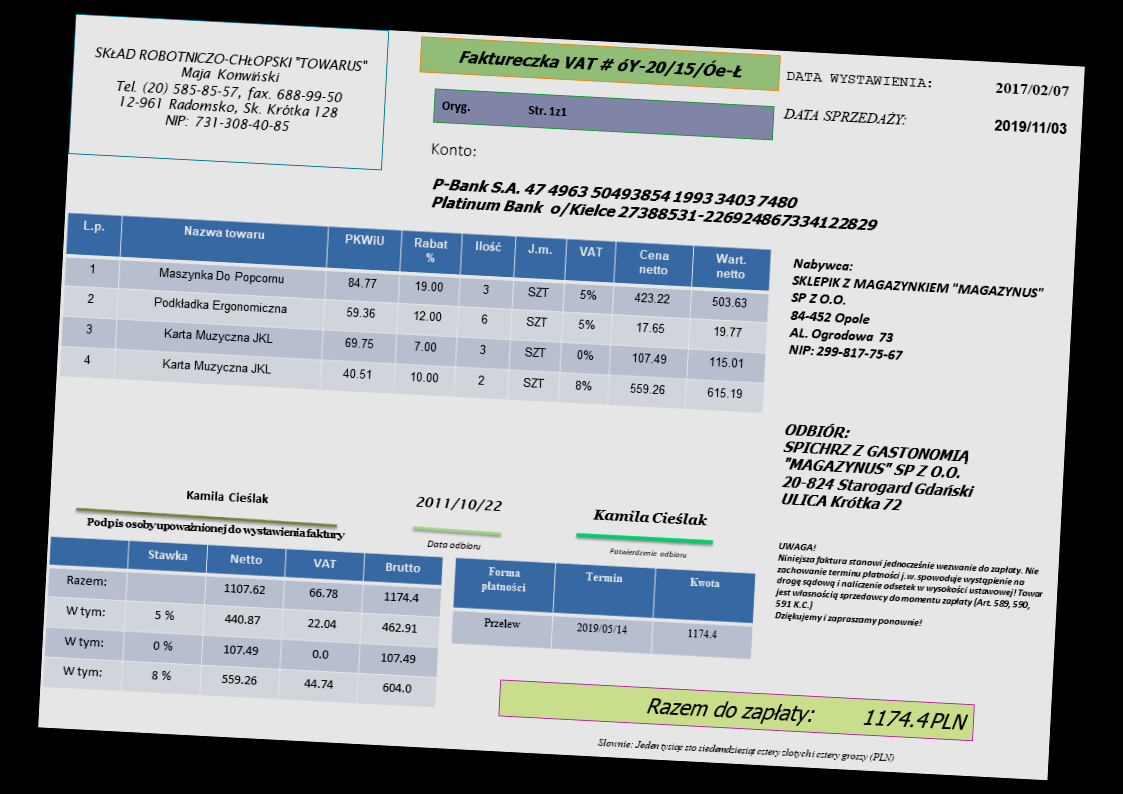 SKŁAD ROBOTNICZO-CHŁOPSKI "TOWARUS"
Maja Konwiński
Tel. (20) 585-85-57, fax. 688-99-50
12-961 Radomsko, Sk. Krótka 128
NIP: 731-308-40-85
Faktureczka VAT # óY-20/15/Óe-Ł
Oryg. Str. 1z1
DATA WYSTAWIENIA: 2017/02/07
DATA SPRZEDAŻY: 2019/11/03
Konto:
P-Bank S.A. 47 4963 50493854 1993 3403 7480
Platinum Bank o/Kielce 27388531-226924867334122829
L.p. Nazwa towaru PKWiU Rabat % Ilość J.m. VAT Cena netto Wart. netto
1 Maszynka Do Popcornu 84.77 19.00 3 SZT 5% 423.22 503.63
2 Podkładka Ergonomiczna 59.36 12.00 6 SZT 5% 17.65 19.77
3 Karta Muzyczna JKL 69.75 7.00 3 SZT 0% 107.49 115.01
4 Karta Muzyczna JKL 40.51 10.00 2 SZT 8% 559.26 615.19
Nabywca:
SKLEPIK Z MAGAZYNKIEM "MAGAZYNUS"
SP Z O.O.
84-452 Opole
AL. Ogrodowa 73
NIP: 299-817-75-67
ODBIÓR:
SPICHRZ Z GASTONOMIĄ
"MAGAZYNUS" SP Z O.O.
20-824 Starogard Gdański
ULICA Krótka 72
Kamila Cieślak
Podpis osoby upoważnionej do wystawienia faktury
2011/10/22
Data odbioru
Kamila Cieślak
Potwierdzenie odbioru
Stawka Netto VAT Brutto
Razem: 1107.62 66.78 1174.4
W tym: 5 % 440.87 22.04 462.91
W tym: 0 % 107.49 0.0 107.49
W tym: 8 % 559.26 44.74 604.0
Forma płatności Termin Kwota
Przelew 2019/05/14 1174.4
UWAGA!
Niniejsza faktura stanowi jednocześnie wezwanie do zapłaty. Nie
zachowanie terminu płatności j.w. spowoduje wystąpienie na
drogę sądową i naliczenie odsetek w wysokości ustawowej! Towar
jest własnością sprzedawcy do momentu zapłaty (Art. 589, 590,
591 K.C.)
Dziękujemy i zapraszamy ponownie!
Razem do zapłaty: 1174.4 PLN
Słownie: Jeden tysiąc sto siedemdziesiąt cztery złotych i cztery groszy (PLN)